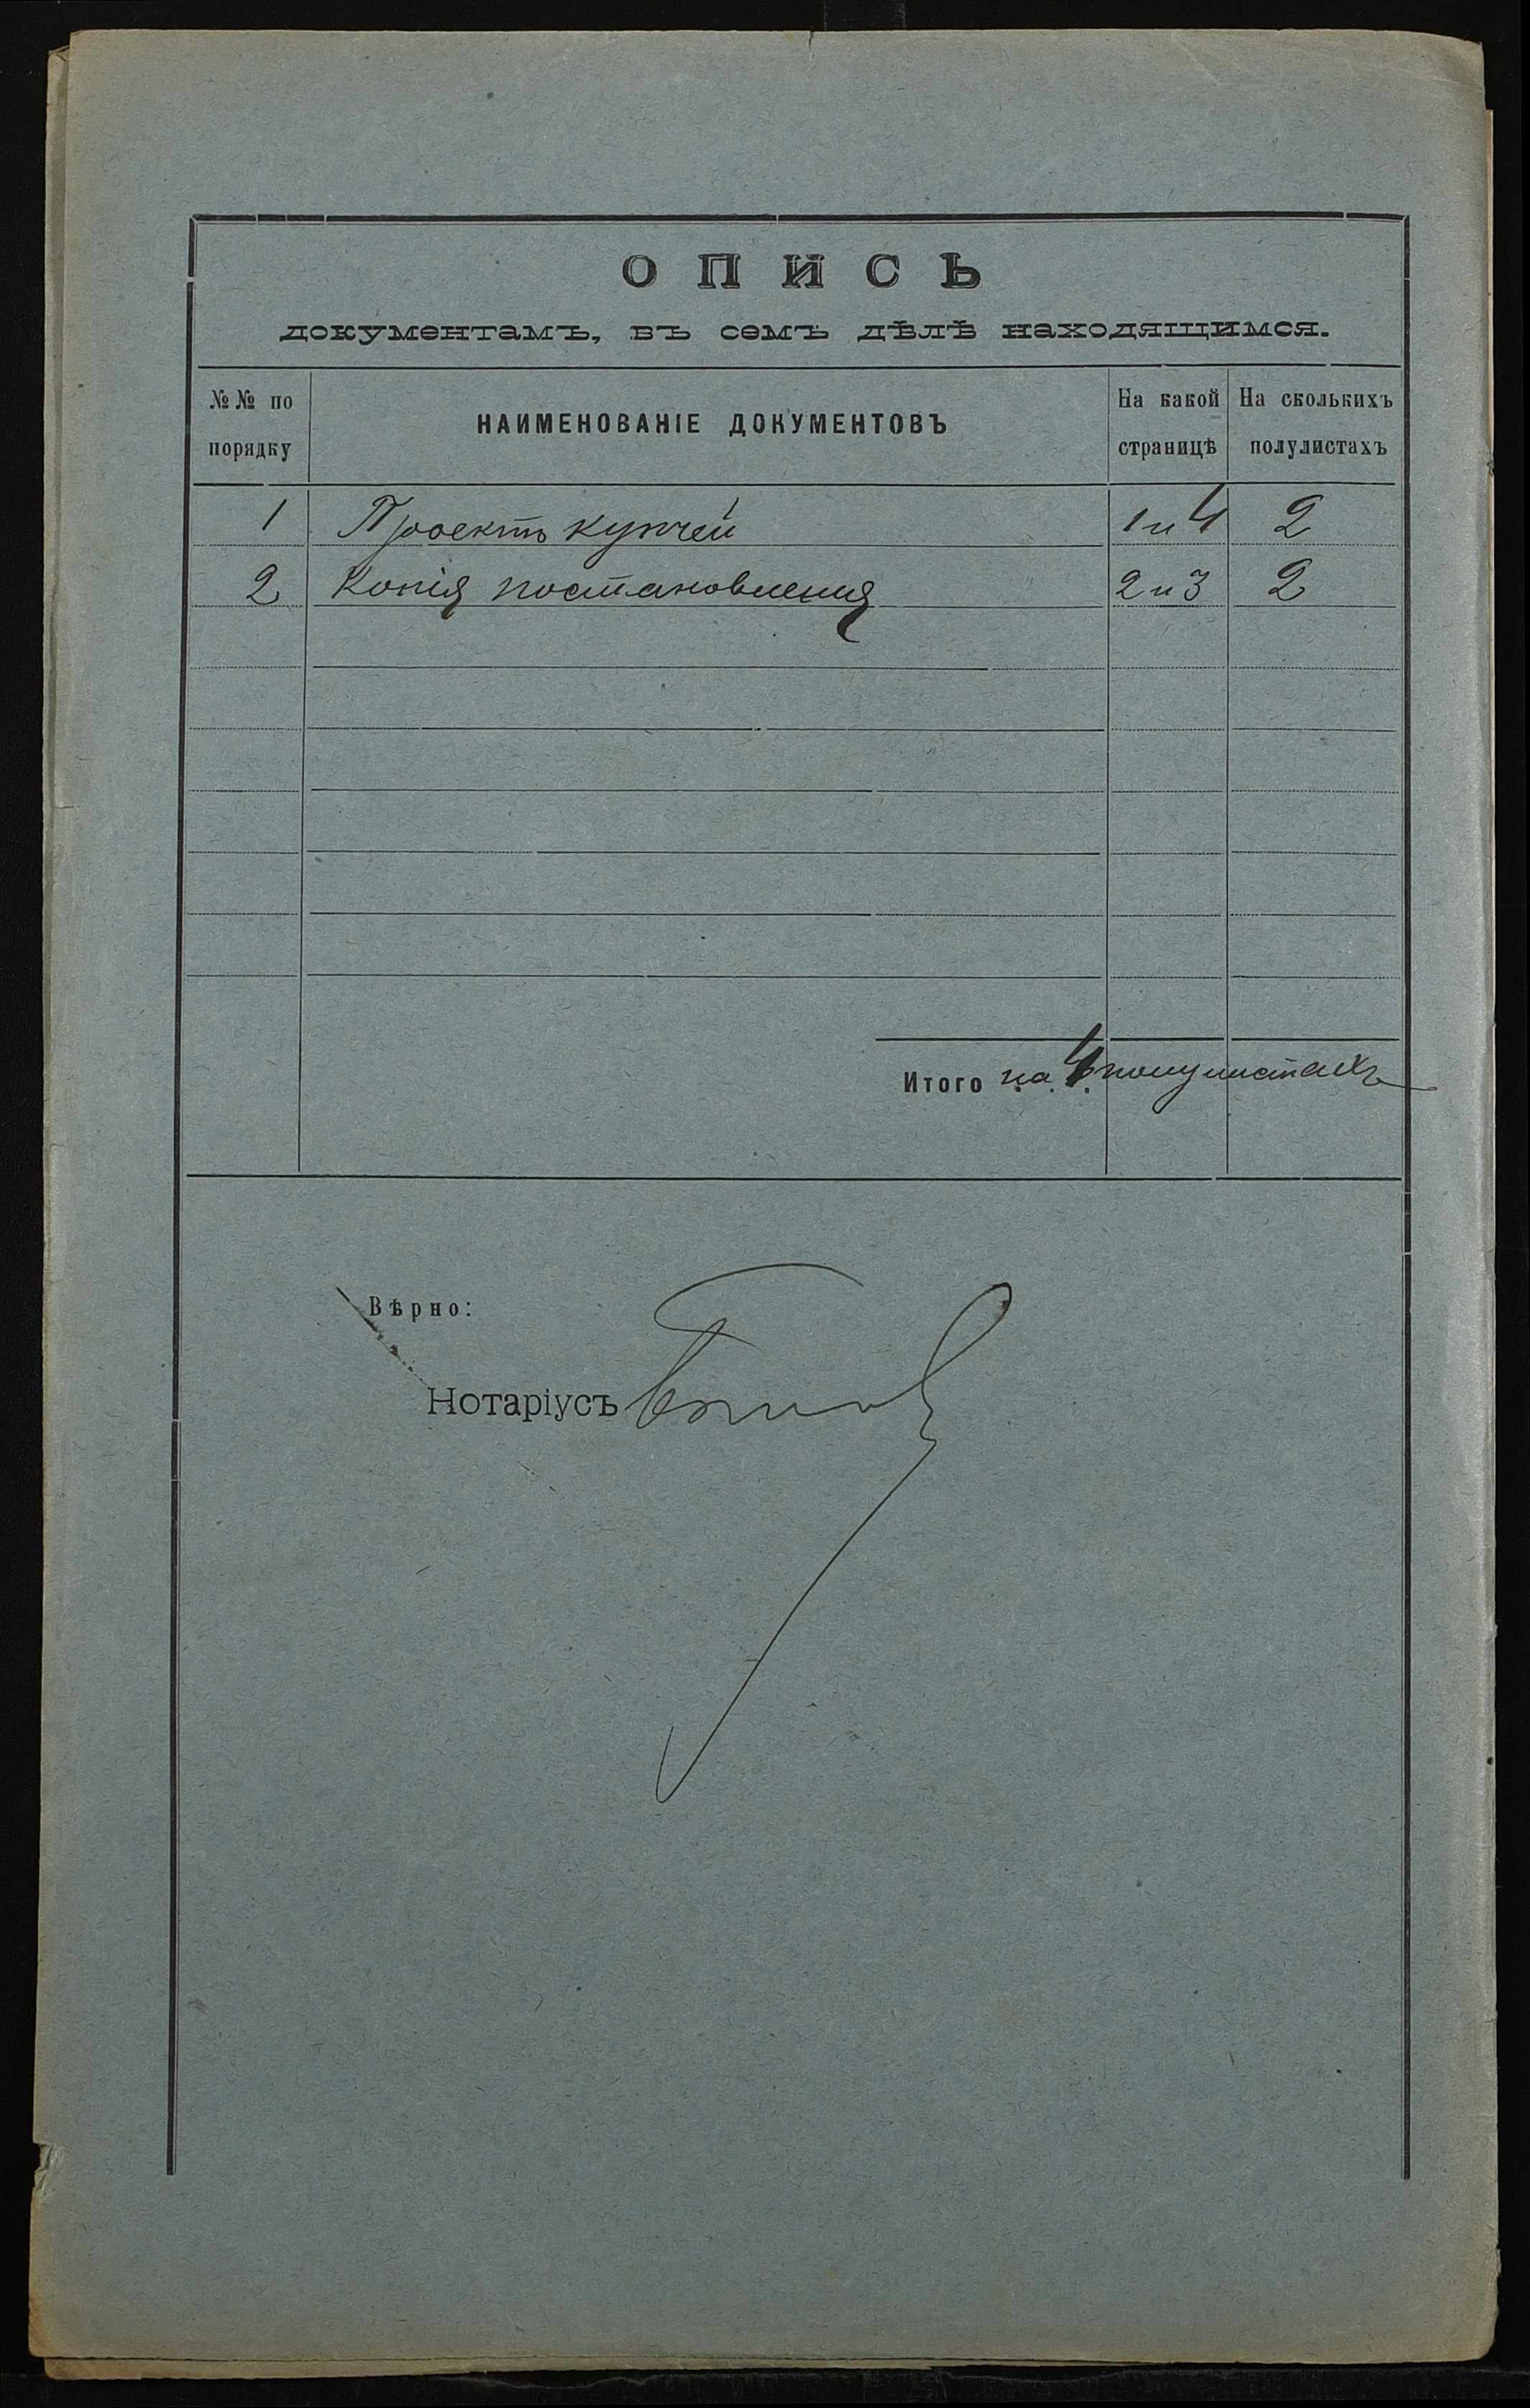 ОПИСЬ
документамъ, въ семъ дѣлѣ находящимся.
№№ по порядку
НАИМЕНОВАНІЕ ДОКУМЕНТОВЪ
На какой страницѣ
На сколькихъ полулистахъ
1 Проектъ купчей 1 и 4 2
2 Копія постановленія 2 и 3 2
Итого на 4 полулистахъ
Вѣрно:
Нотаріусъ